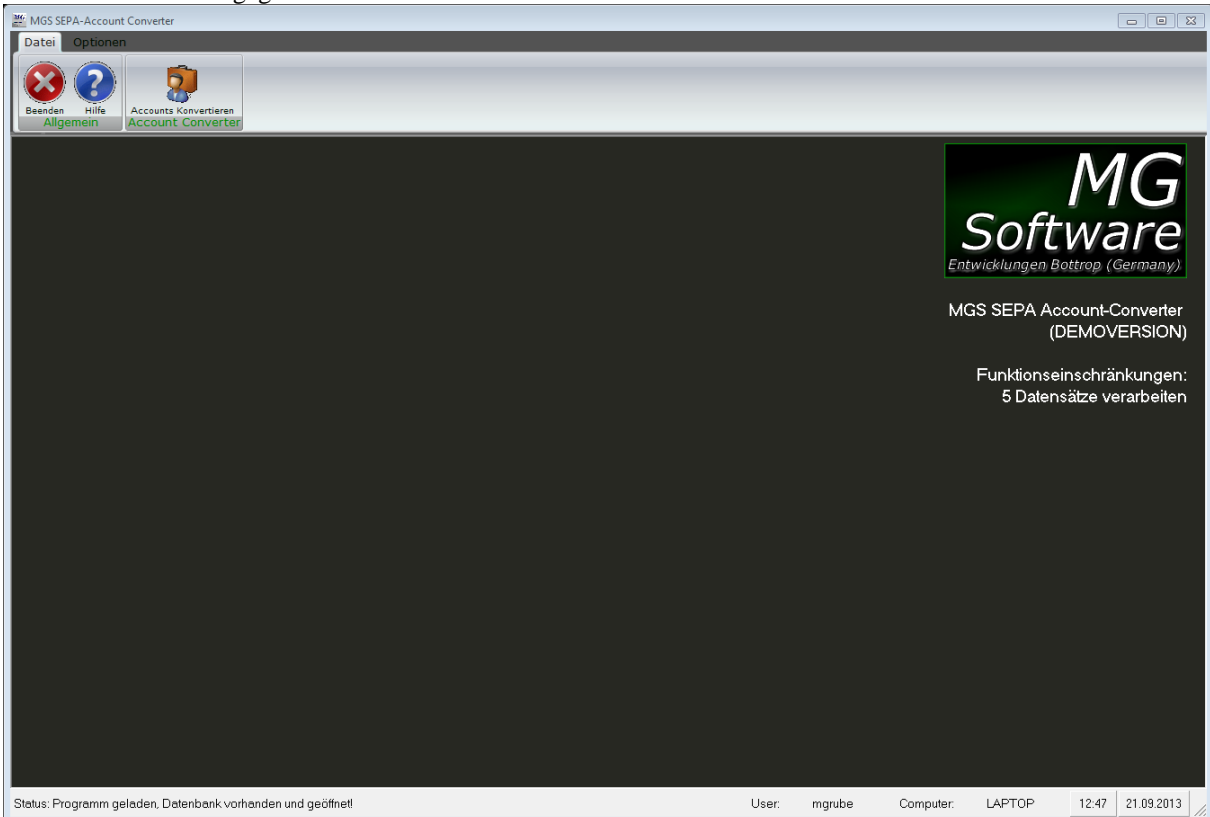 MGS SEPA-Account Converter
Datei Optionen
Beenden Hilfe Accounts Konvertieren
Allgemein Account Converter
MG
Software
Entwicklungen Bottrop (Germany)
MGS SEPA Account-Converter
(DEMOVERSION)
Funktionseinschränkungen:
5 Datensätze verarbeiten
Status: Programm geladen, Datenbank vorhanden und geöffnet! User: mgrube Computer: LAPTOP 12:47 21.09.2013